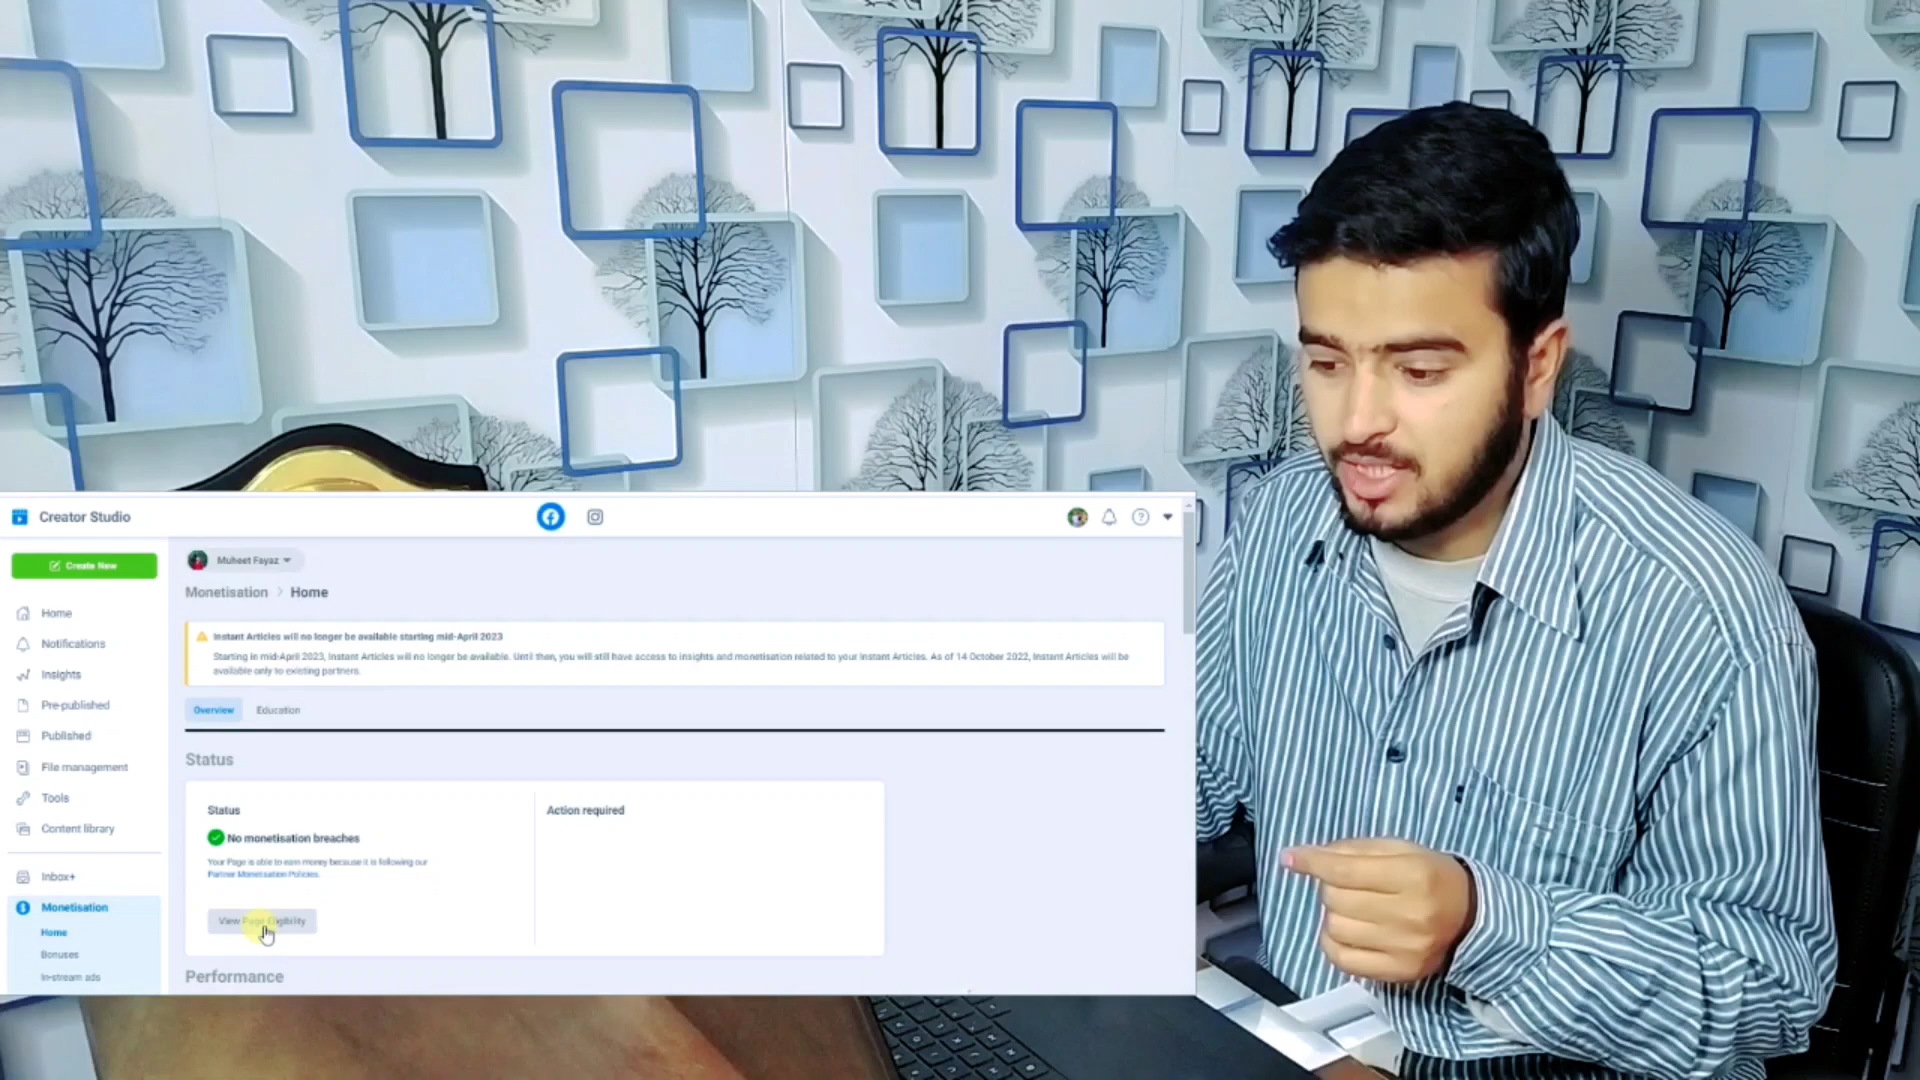 Creator Studio
Create New
Muheet Fayaz
Monetisation > Home
Home
Notifications
Insights
Pre-published
Published
File management
Tools
Content library
Inbox+
Monetisation
Home
Bonuses
In-stream ads
Instant Articles will no longer be available starting mid-April 2023
Starting in mid-April 2023, Instant Articles will no longer be available. Until then, you will still have access to insights and monetisation related to your Instant Articles. As of 14 October 2022, Instant Articles will be
available only to existing partners.
Overview Education
Status
Status
No monetisation breaches
Your Page is able to earn money because it is following our
Partner Monetisation Policies.
View Page Eligibility
Action required
Performance